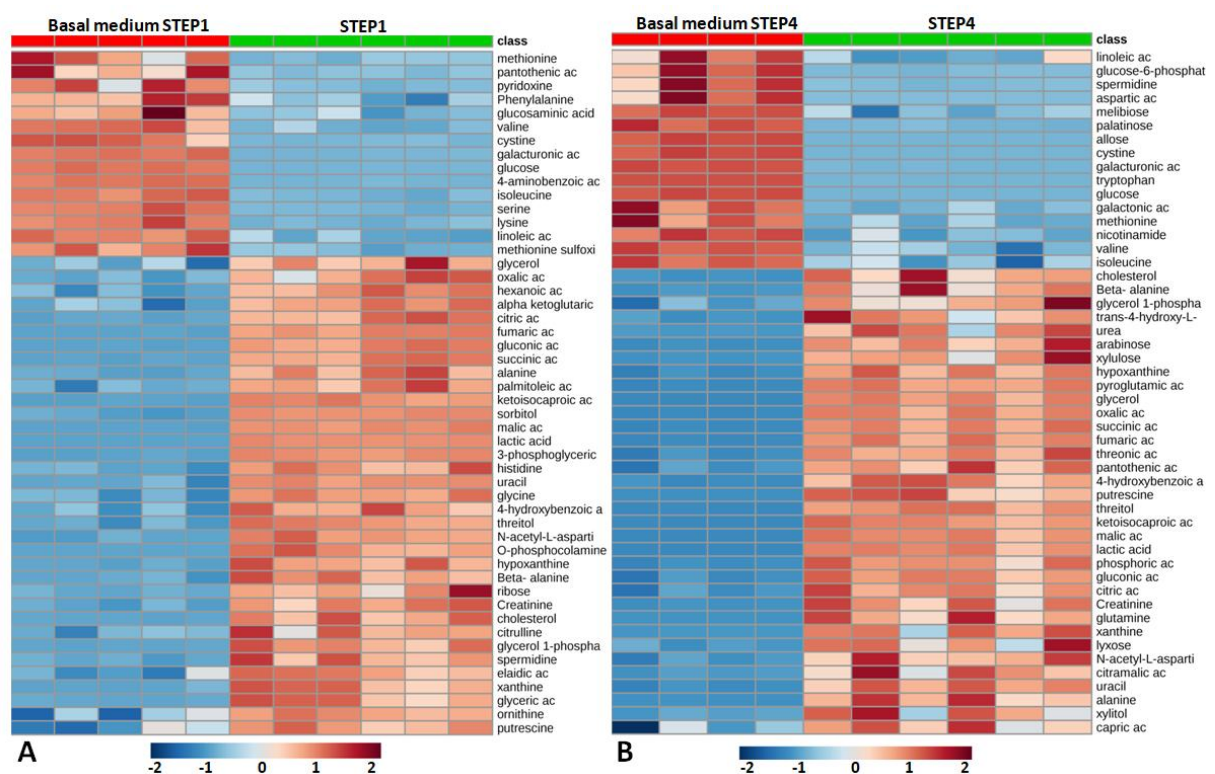 Basal medium STEP1 STEP1
class
methionine
pantothenic ac
pyridoxine
Phenylalanine
glucosaminic acid
valine
cystine
galacturonic ac
glucose
4-aminobenzoic ac
isoleucine
serine
lysine
linoleic ac
methionine sulfoxi
glycerol
oxalic ac
hexanoic ac
alpha ketoglutaric
citric ac
fumaric ac
gluconic ac
succinic ac
alanine
palmitoleic ac
ketoisocaproic ac
sorbitol
malic ac
lactic acid
3-phosphoglyceric
histidine
uracil
glycine
4-hydroxybenzoic a
threitol
N-acetyl-L-asparti
O-phosphocolamine
hypoxanthine
Beta- alanine
ribose
Creatinine
cholesterol
citrulline
glycerol 1-phospha
spermidine
elaidic ac
xanthine
glyceric ac
ornithine
putrescine
A
-2 -1 0 1 2
Basal medium STEP4 STEP4
class
linoleic ac
glucose-6-phosphat
spermidine
aspartic ac
melibiose
palatinose
allose
cystine
galacturonic ac
tryptophan
glucose
galactonic ac
methionine
nicotinamide
valine
isoleucine
cholesterol
Beta- alanine
glycerol 1-phospha
trans-4-hydroxy-L-
urea
arabinose
xylulose
hypoxanthine
pyroglutamic ac
glycerol
oxalic ac
succinic ac
fumaric ac
threonic ac
pantothenic ac
4-hydroxybenzoic a
putrescine
threitol
ketoisocaproic ac
malic ac
lactic acid
phosphoric ac
gluconic ac
citric ac
Creatinine
glutamine
xanthine
lyxose
N-acetyl-L-asparti
citramalic ac
uracil
alanine
xylitol
capric ac
B
-2 -1 0 1 2